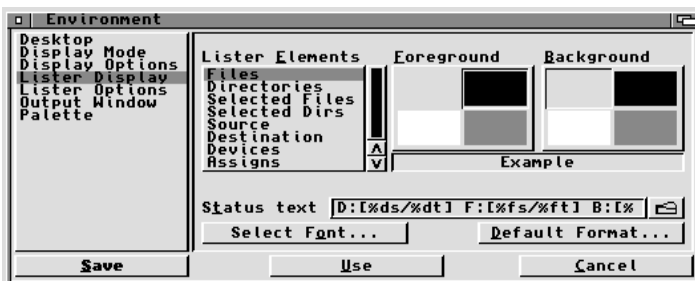 Environment
Desktop
Display Mode
Display Options
Lister Display
Lister Options
Output Window
Palette
Lister Elements
Files
Directories
Selected Files
Selected Dirs
Source
Destination
Devices
Assigns
Foreground
Background
Example
Status text D:[%ds/%dt] F:[%fs/%ft] B:[%
Select Font...
Default Format...
Save
Use
Cancel